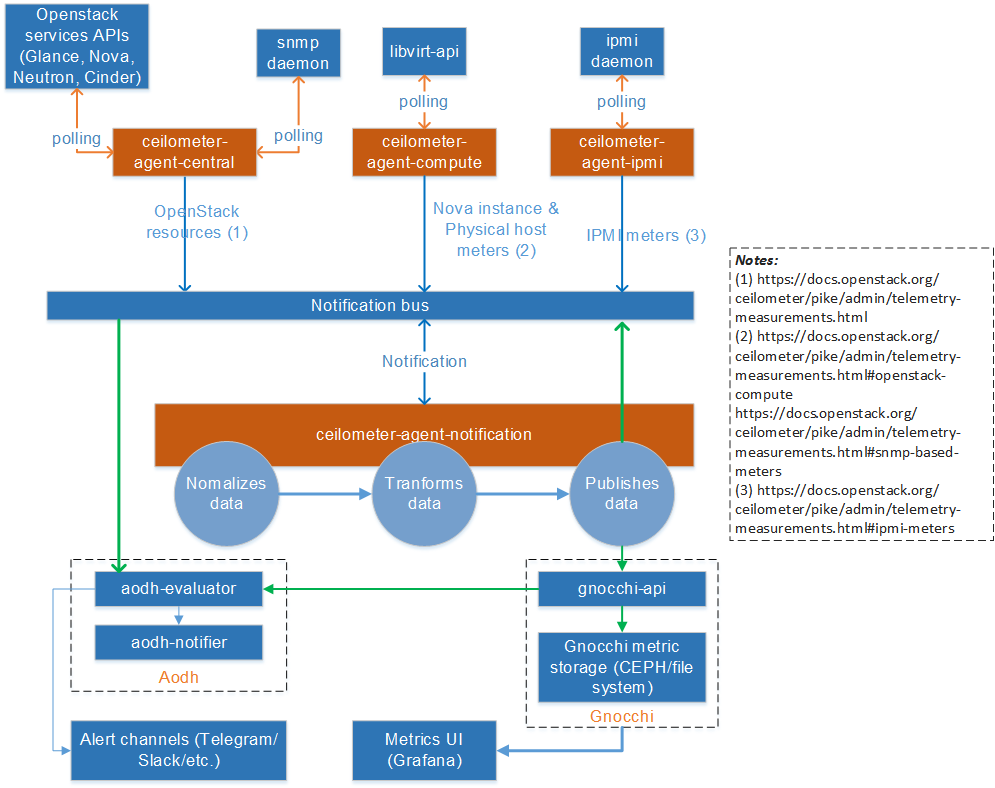 Openstack
services APIs
(Glance, Nova,
Neutron, Cinder)
snmp
daemon
libvirt-api
ipmi
daemon
polling
polling
polling
polling
ceilometer-
agent-central
ceilometer-
agent-compute
ceilometer-
agent-ipmi
OpenStack
resources (1)
Nova instance &
Physical host
meters (2)
IPMI meters (3)
Notification bus
Notification
ceilometer-agent-notification
Nomalizes
data
Tranforms
data
Publishes
data
Notes:
(1) https://docs.openstack.org/
ceilometer/pike/admin/telemetry-
measurements.html
(2) https://docs.openstack.org/
ceilometer/pike/admin/telemetry-
measurements.html#openstack-
compute
https://docs.openstack.org/
ceilometer/pike/admin/telemetry-
measurements.html#snmp-based-
meters
(3) https://docs.openstack.org/
ceilometer/pike/admin/telemetry-
measurements.html#ipmi-meters
aodh-evaluator
aodh-notifier
Aodh
gnocchi-api
Gnocchi metric
storage (CEPH/file
system)
Gnocchi
Alert channels (Telegram/
Slack/etc.)
Metrics UI
(Grafana)